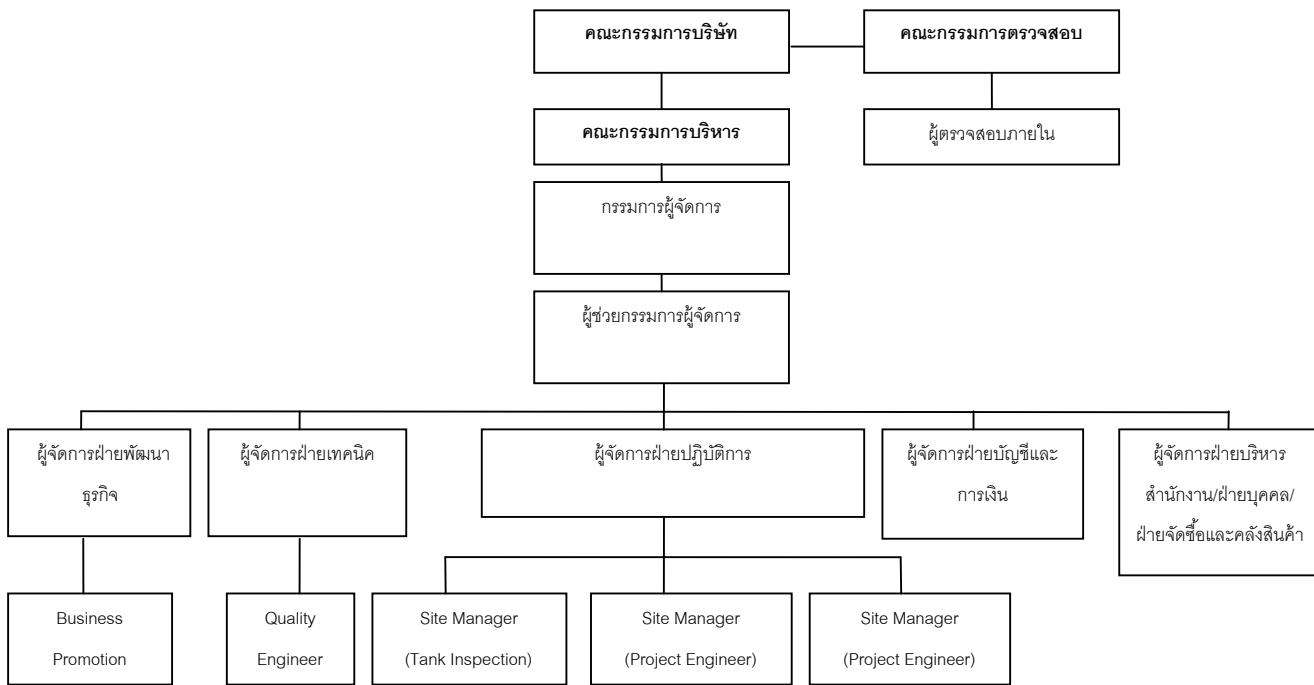 คณะกรรมการบริษัท
คณะกรรมการตรวจสอบ
คณะกรรมการบริหาร
ผู้ตรวจสอบภายใน
กรรมการผู้จัดการ
ผู้ช่วยกรรมการผู้จัดการ
ผู้จัดการฝ่ายพัฒนา
ธุรกิจ
ผู้จัดการฝ่ายเทคนิค
ผู้จัดการฝ่ายปฏิบัติการ
ผู้จัดการฝ่ายบัญชีและ
การเงิน
ผู้จัดการฝ่ายบริหาร
สำนักงาน/ฝ่ายบุคคล/
ฝ่ายจัดซื้อและคลังสินค้า
Business
Promotion
Quality
Engineer
Site Manager
(Tank Inspection)
Site Manager
(Project Engineer)
Site Manager
(Project Engineer)